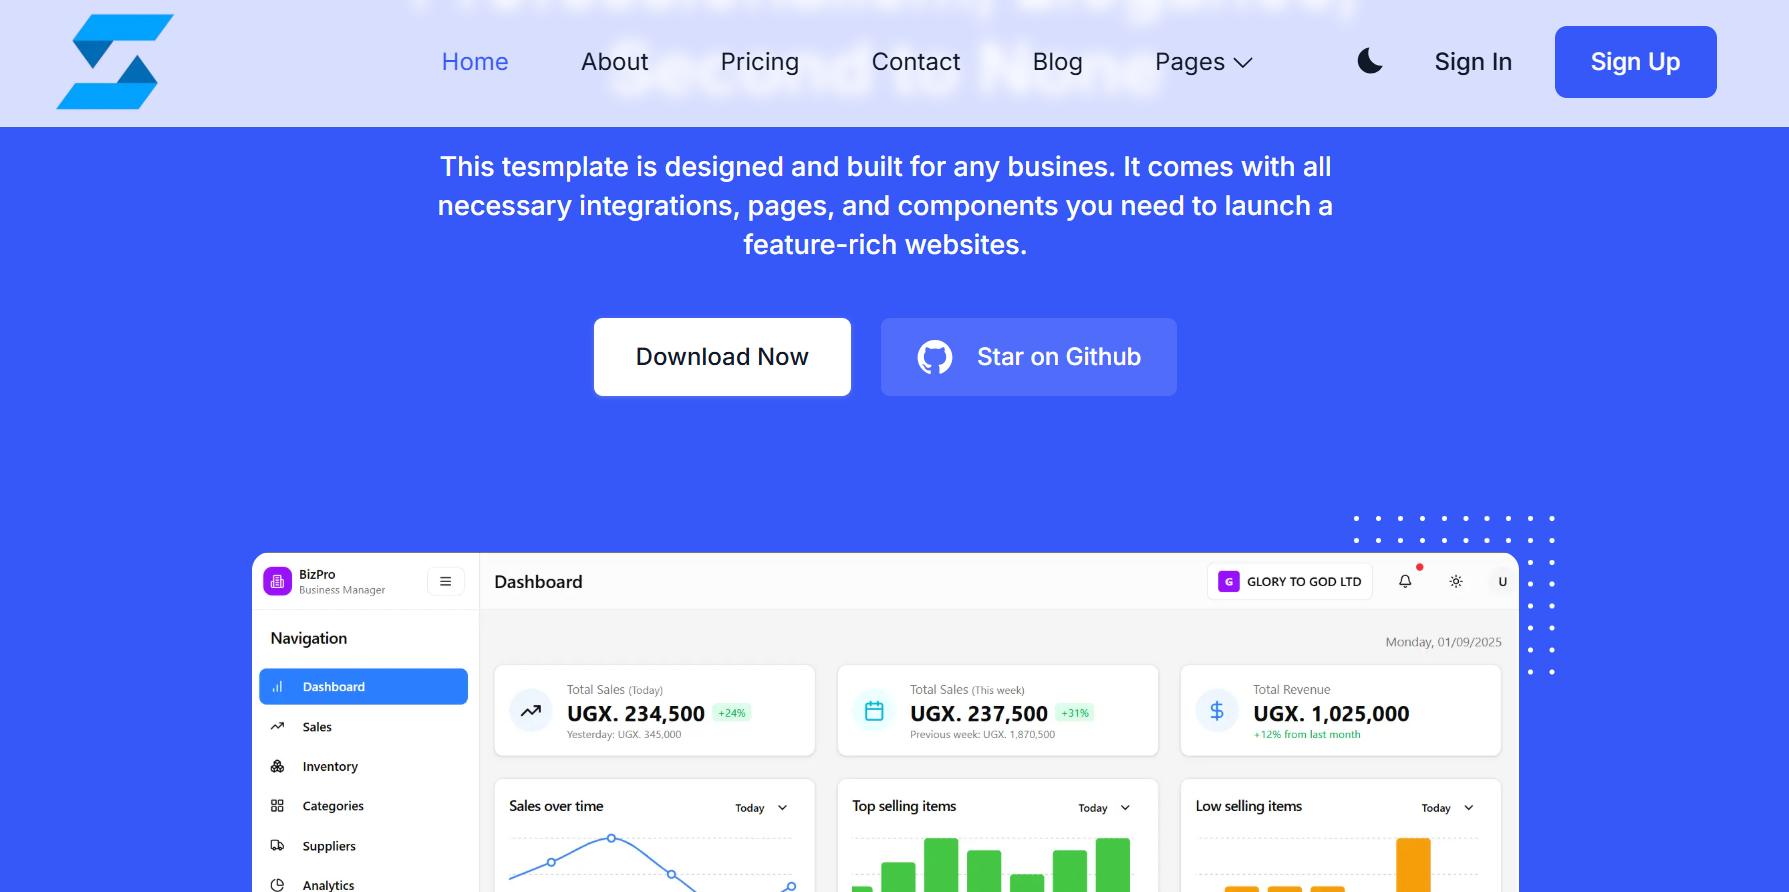 Home About Pricing Contact Blog Pages Sign In Sign Up
Second to None
This tesmplate is designed and built for any busines. It comes with all
necessary integrations, pages, and components you need to launch a
feature-rich websites.
Download Now
Star on Github
BizPro
Business Manager
Dashboard
G GLORY TO GOD LTD
U
Navigation
Monday, 01/09/2025
Dashboard
Sales
Inventory
Categories
Suppliers
Analytics
Total Sales (Today)
UGX. 234,500 +24%
Yesterday: UGX. 345,000
Total Sales (This week)
UGX. 237,500 +31%
Previous week: UGX. 1,870,500
Total Revenue
UGX. 1,025,000
+12% from last month
Sales over time Today
Top selling items Today
Low selling items Today